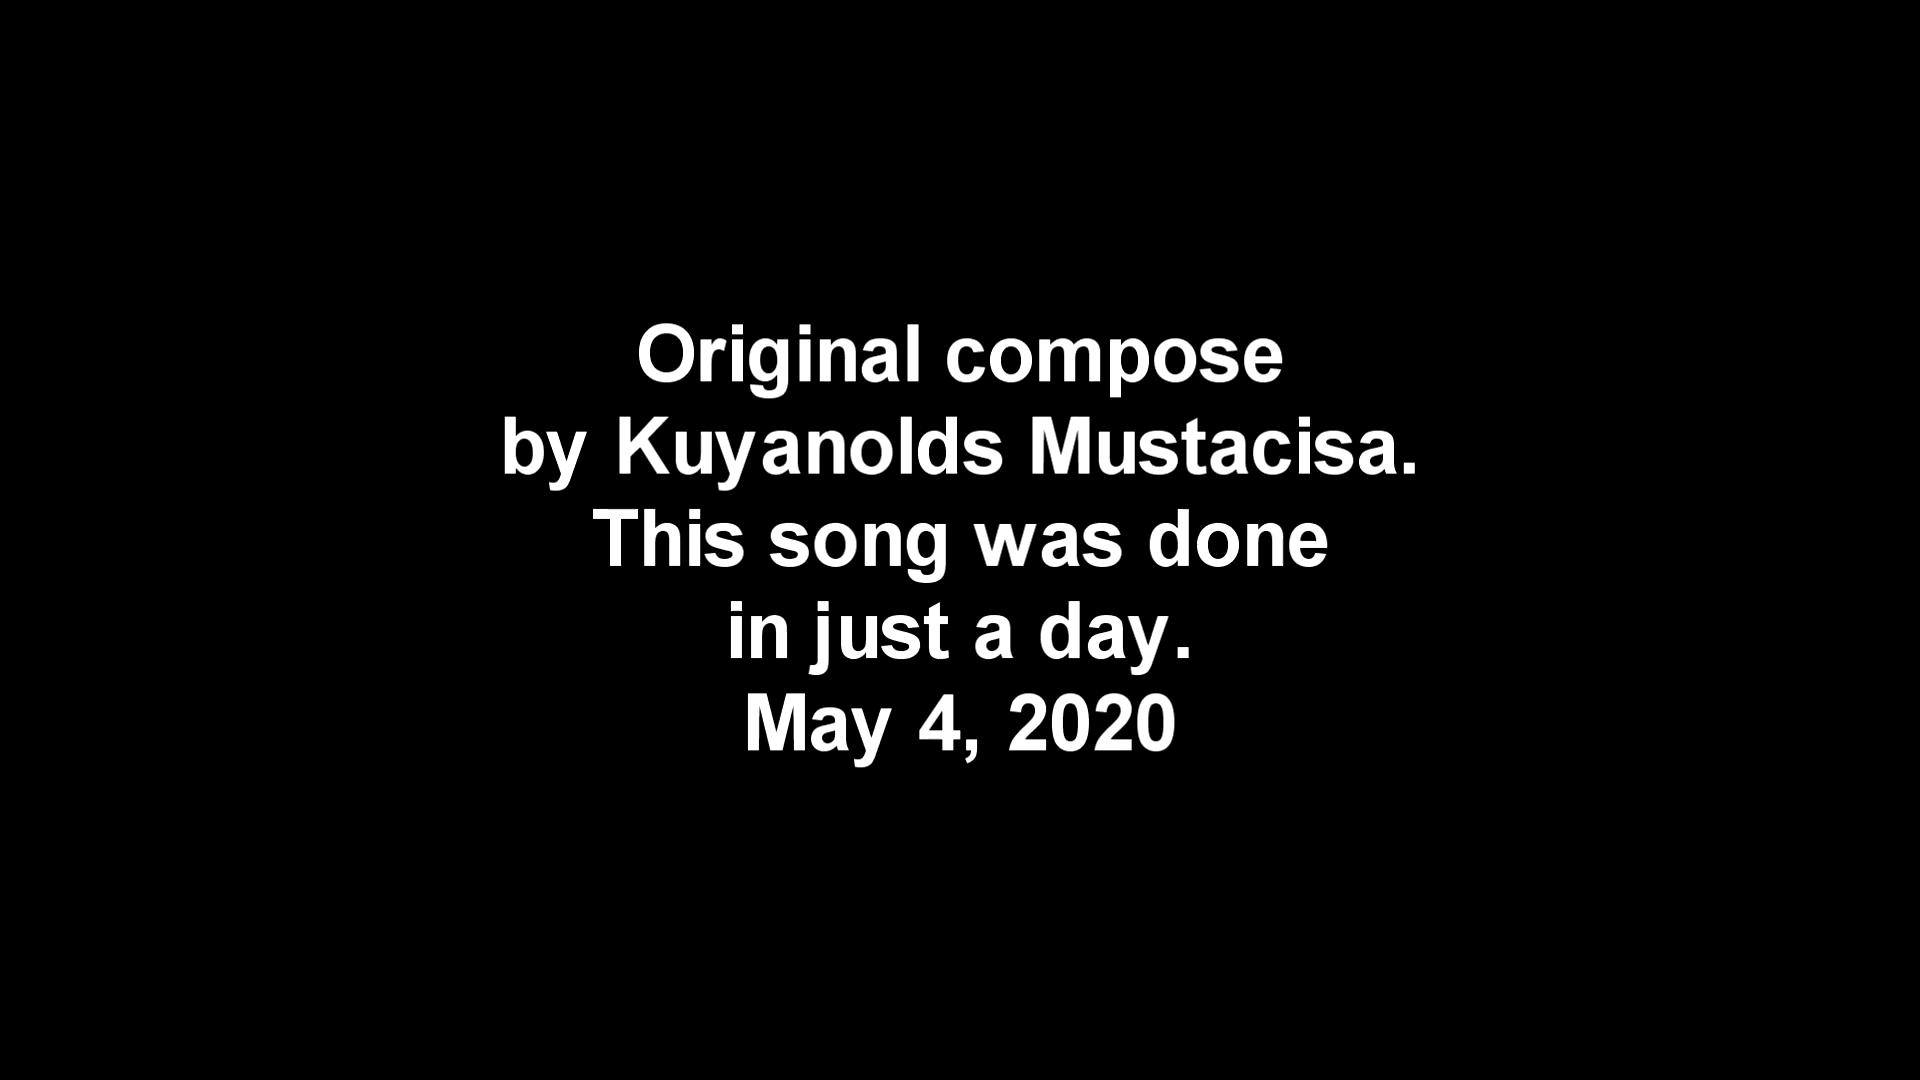 Original compose
by Kuyanolds Mustacisa.
This song was done
in just a day.
May 4, 2020